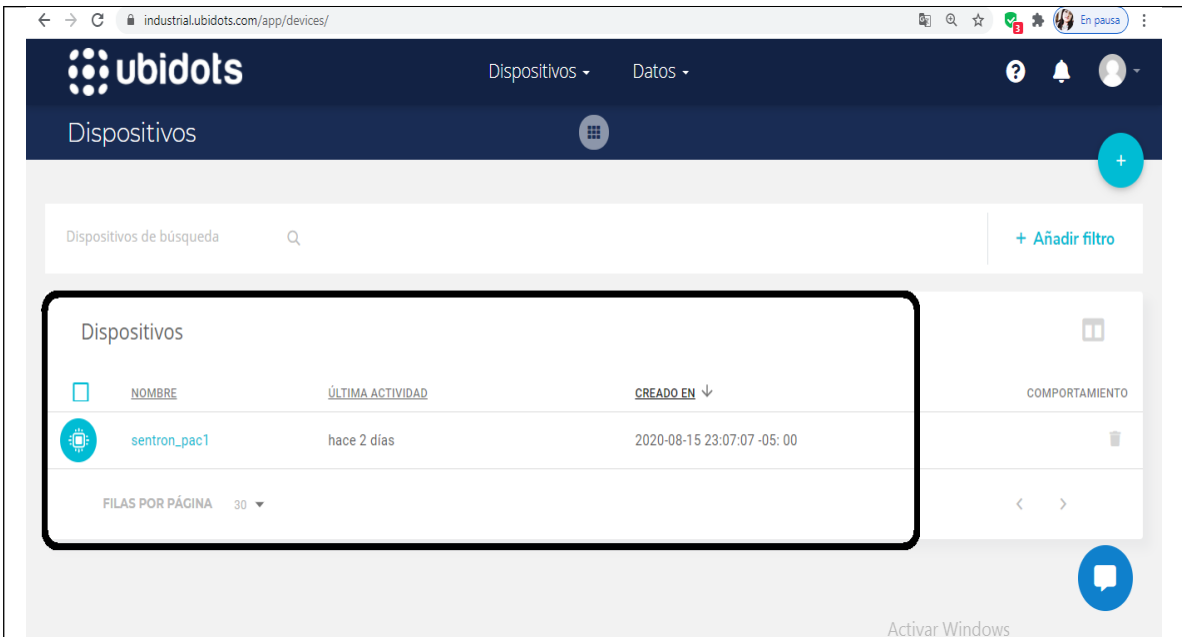 industrial.ubidots.com/app/devices/
3
En pausa
ubidots
Dispositivos
Datos
?
Dispositivos
+
Dispositivos de búsqueda
+ Añadir filtro
Dispositivos
NOMBRE ÚLTIMA ACTIVIDAD CREADO EN COMPORTAMIENTO
sentron_pac1 hace 2 días 2020-08-15 23:07:07 -05: 00
FILAS POR PÁGINA 30
Activar Windows